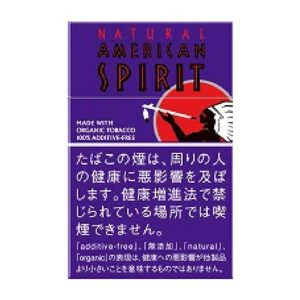 NATURAL
AMERICAN
SPIRIT
MADE WITH
ORGANIC TOBACCO
100% ADDITIVE-FREE
たばこの煙は、周りの人
の健康に悪影響を及ぼ
します。健康増進法で禁
じられている場所では喫
煙できません。
「additive-free」、「無添加」、「natural」、
「organic」の表現は、健康への悪影響が他製品
より小さいことを意味するものではありません。